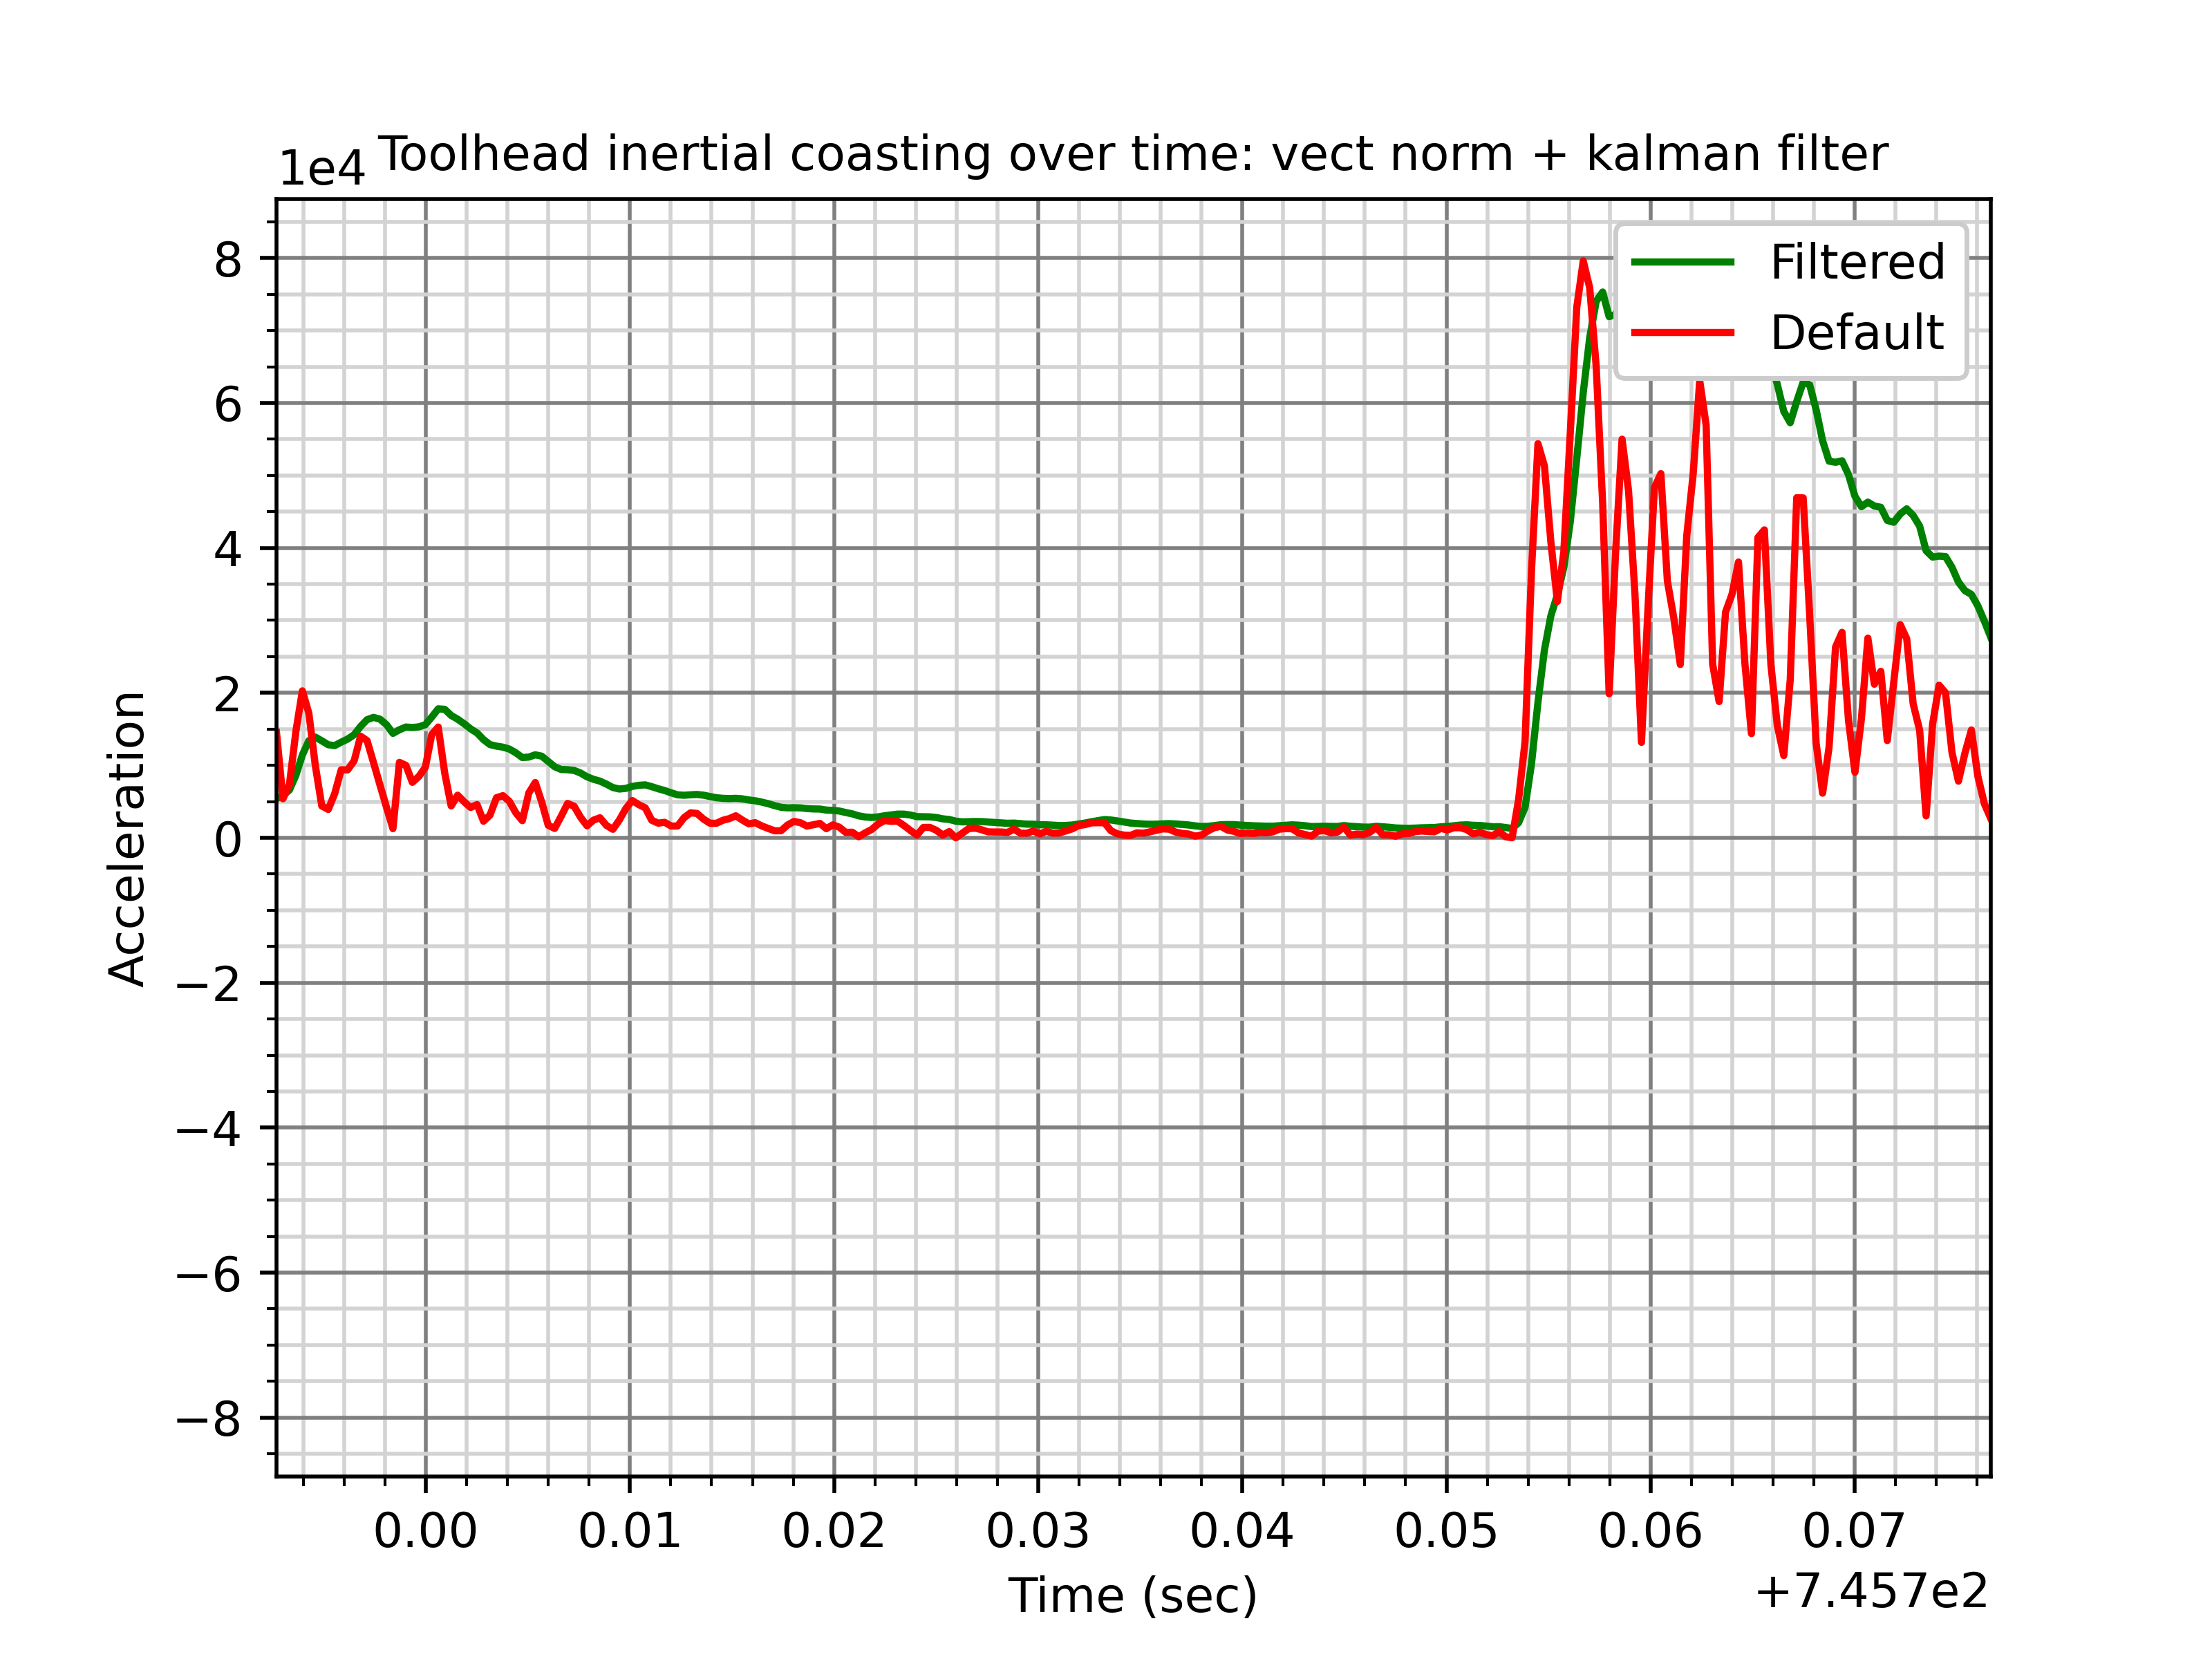 1e4
Toolhead inertial coasting over time: vect norm + kalman filter
Filtered
Default
8
6
4
2
0
−2
−4
−6
−8
Acceleration
0.00 0.01 0.02 0.03 0.04 0.05 0.06 0.07
Time (sec)
+7.457e2